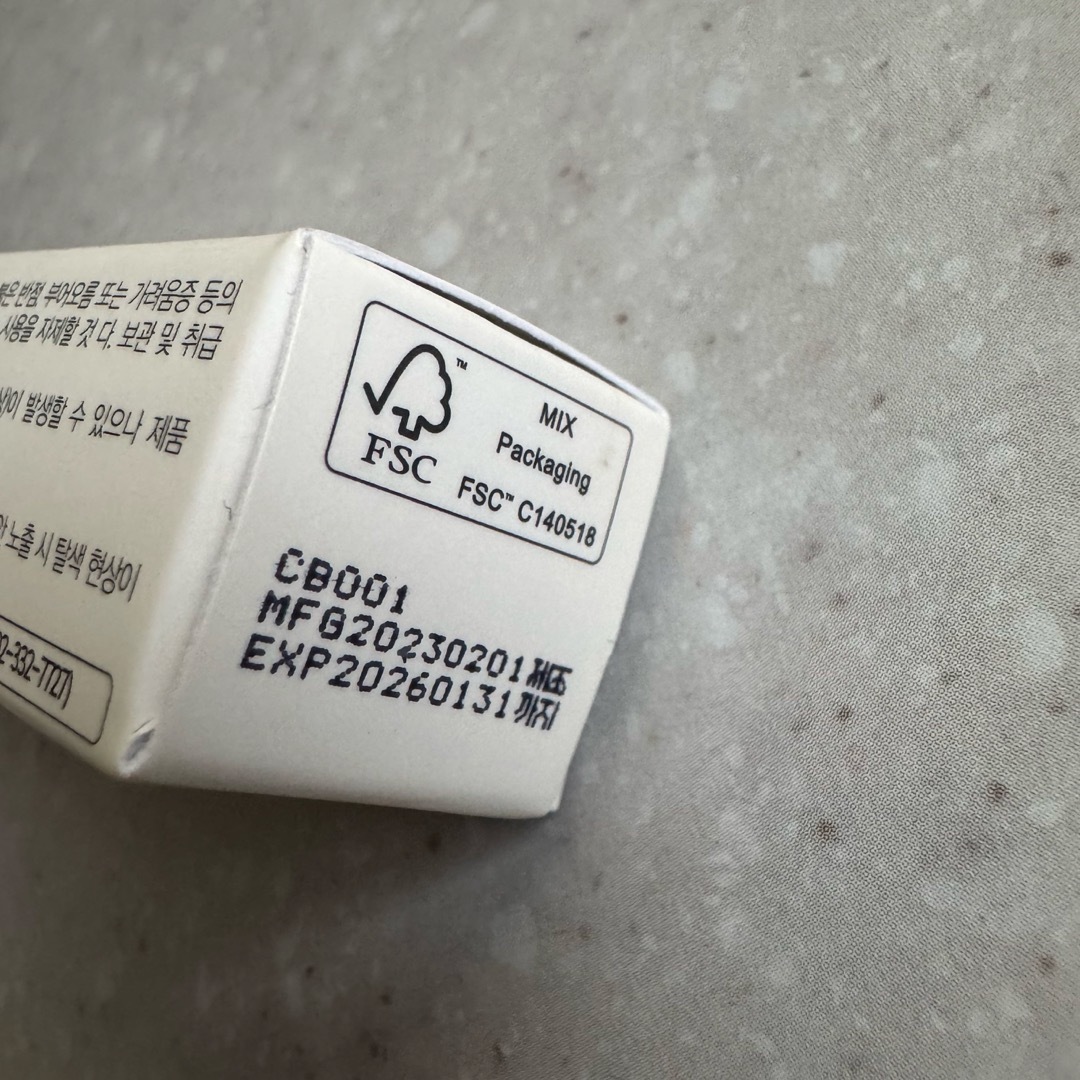 붉은 반점 부어오름 또는 가려움증 등의
사용을 자제할 것 다. 보관 및 취급
발생할 수 있으나 제품
노출 시 탈색 현상이
™
FSC
MIX
Packaging
FSC™ C140518
CB001
MFG20230201제조
EXP20260131까지